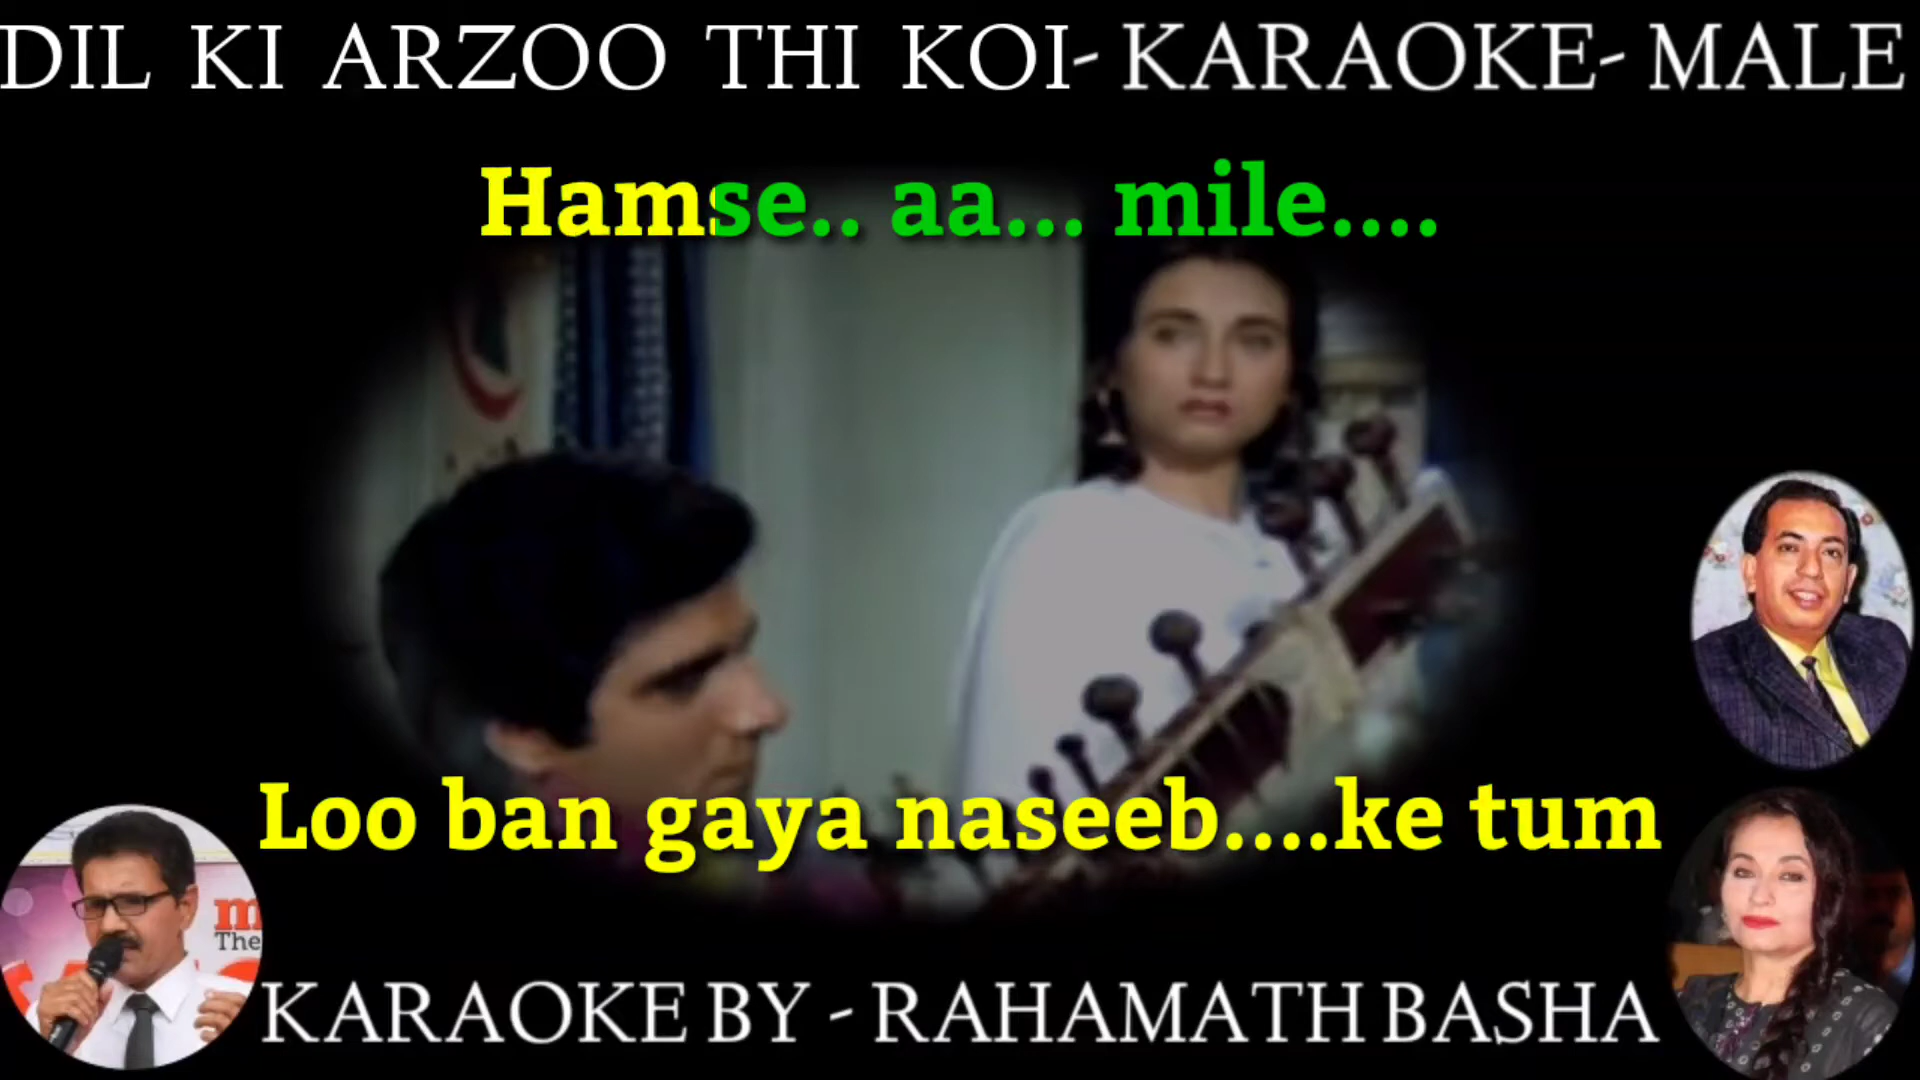 DIL KI ARZOO THI KOI- KARAOKE- MALE
Hamse.. aa... mile....
Loo ban gaya naseeb....ke tum
m
The
KARAOKE BY - RAHAMATH BASHA